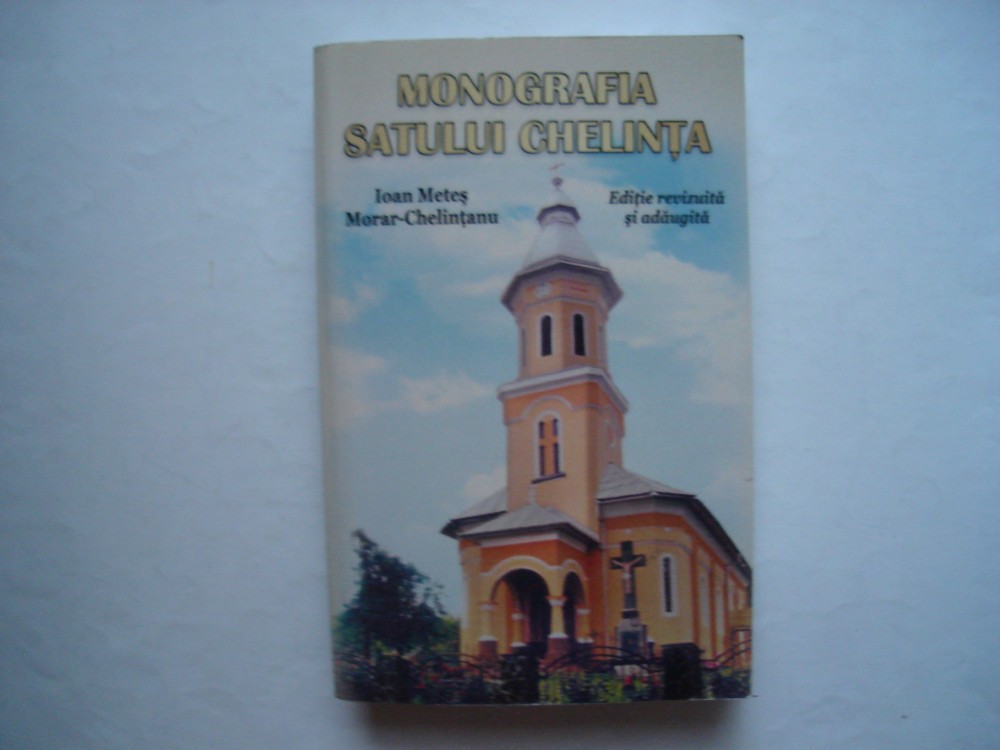 MONOGRAFIA
SATULUI CHELINȚA
Ioan Meteș
Morar-Chelințanu
Ediție revizuită
și adăugită